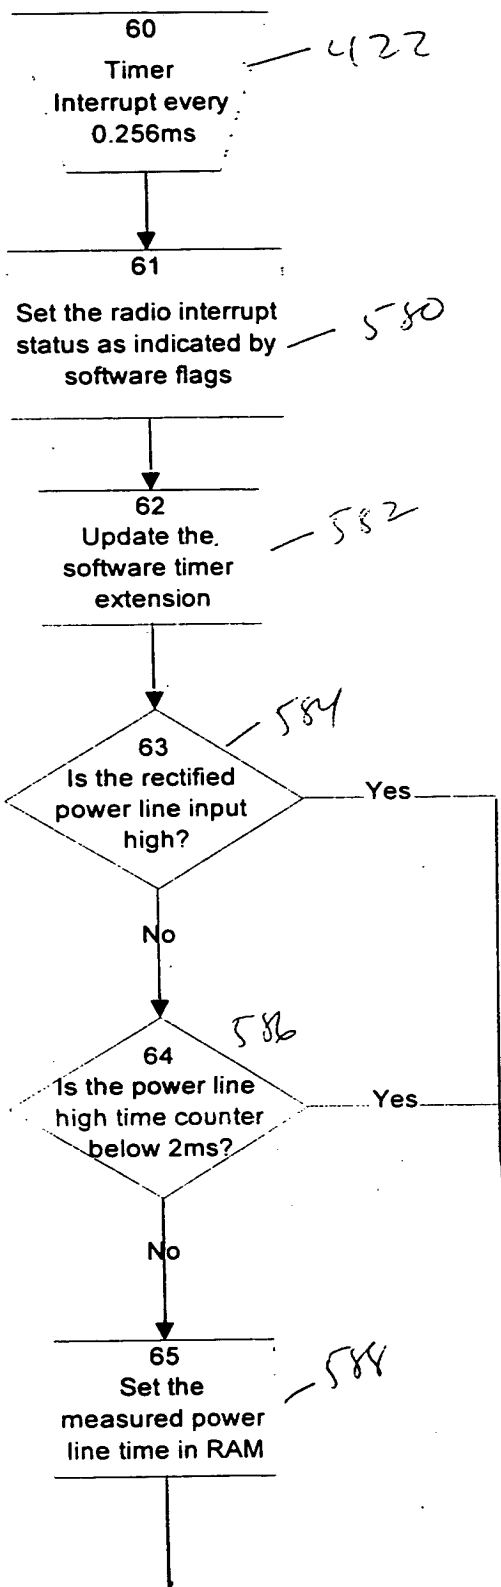 60
Timer
Interrupt every
0.256ms
422
61
Set the radio interrupt
status as indicated by
software flags
580
62
Update the.
software timer
extension
582
584
63
Is the rectified
power line input
high?
Yes
No
586
64
Is the power line
high time counter
below 2ms?
Yes
No
65
Set the
measured power
line time in RAM
588